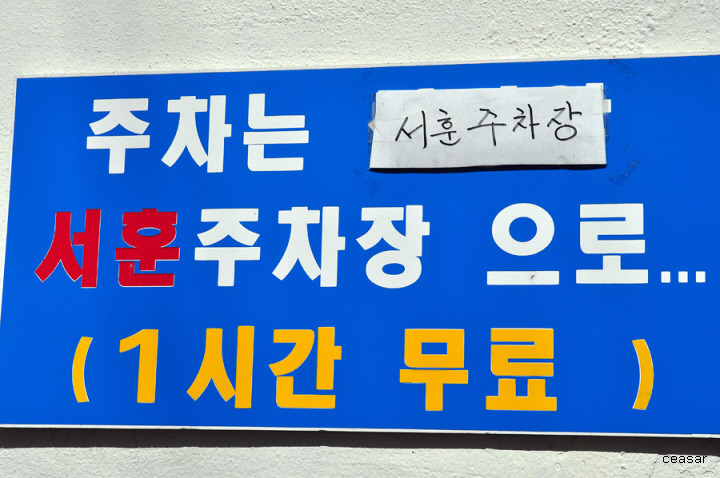 주차는 서훈주차장
서훈주차장 으로...
(1시간 무료 )
ceasar